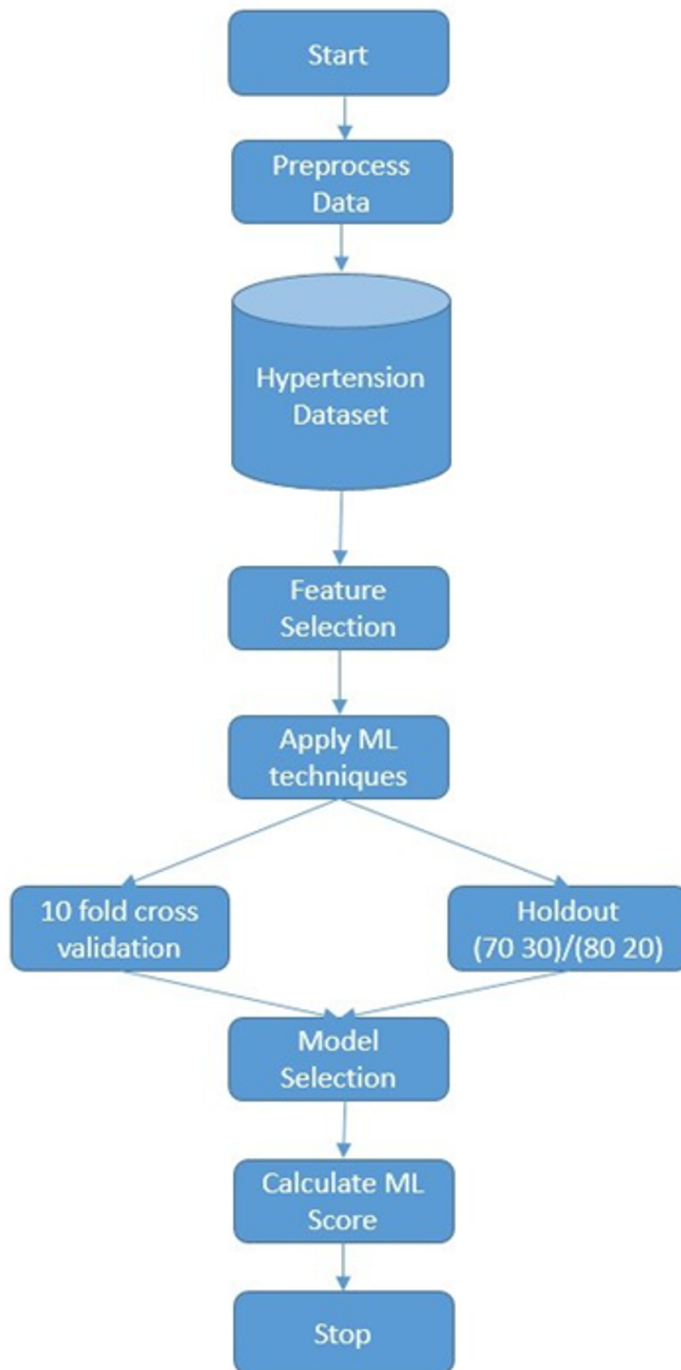 Start
Preprocess
Data
Hypertension
Dataset
Feature
Selection
Apply ML
techniques
10 fold cross
validation
Holdout
(70 30)/(80 20)
Model
Selection
Calculate ML
Score
Stop